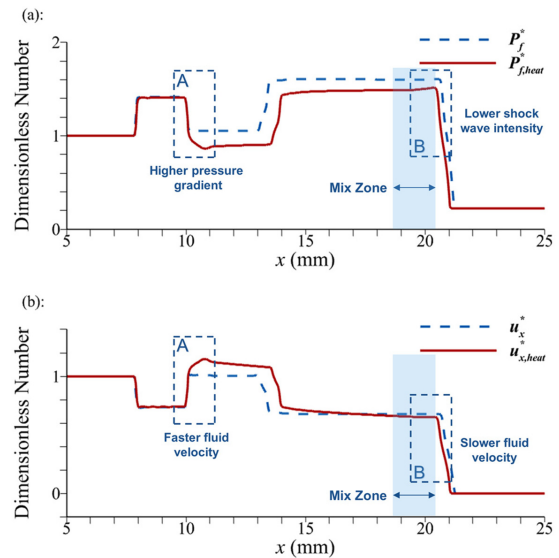 (a):
P*f
P*f,heat
Dimensionless Number
2
1
0
A
Higher pressure
gradient
Lower shock
wave intensity
B
Mix Zone
5
10
15
20
25
x (mm)
(b):
u*x
u*x,heat
Dimensionless Number
1
0
A
Faster fluid
velocity
Slower fluid
velocity
B
Mix Zone
5
10
15
20
25
x (mm)